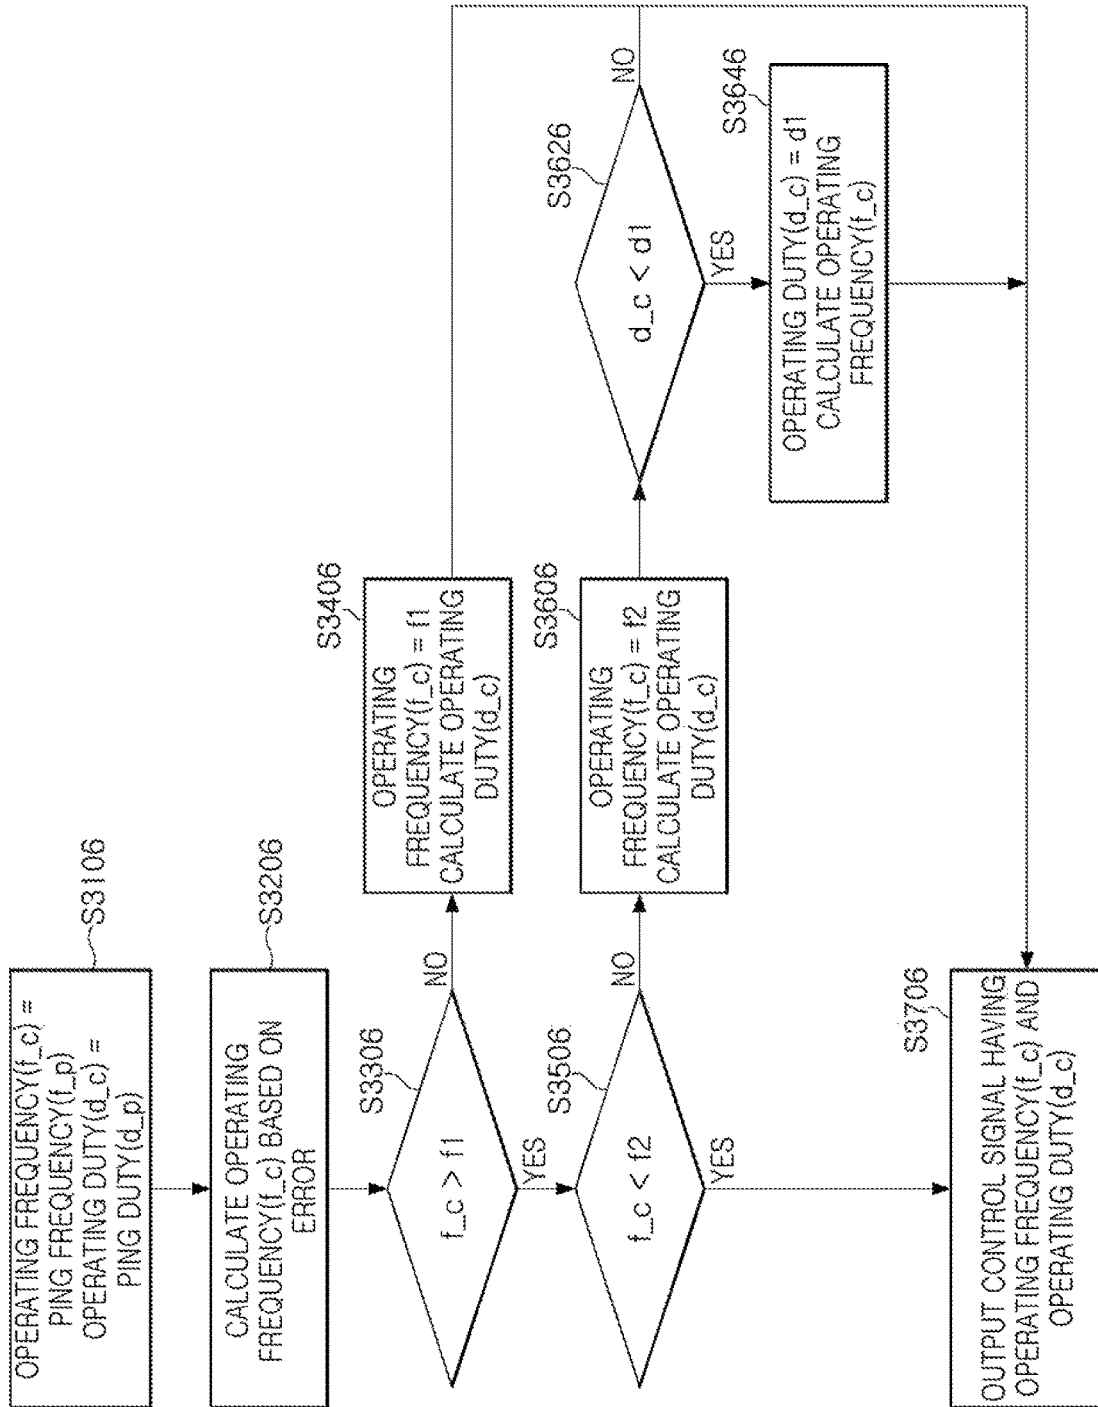 OPERATING FREQUENCY(f_c) =
PING FREQUENCY(f_p)
OPERATING DUTY(d_c) =
PING DUTY(d_p)
S3106
CALCULATE OPERATING
FREQUENCY(f_c) BASED ON
ERROR
S3206
f_c > f1
S3306
NO
YES
OPERATING
FREQUENCY(f_c) = f1
CALCULATE OPERATING
DUTY(d_c)
S3406
f_c < f2
S3506
NO
YES
OPERATING
FREQUENCY(f_c) = f2
CALCULATE OPERATING
DUTY(d_c)
S3606
d_c < d1
S3626
NO
YES
OPERATING DUTY(d_c) = d1
CALCULATE OPERATING
FREQUENCY(f_c)
S3646
OUTPUT CONTROL SIGNAL HAVING
OPERATING FREQUENCY(f_c) AND
OPERATING DUTY(d_c)
S3706